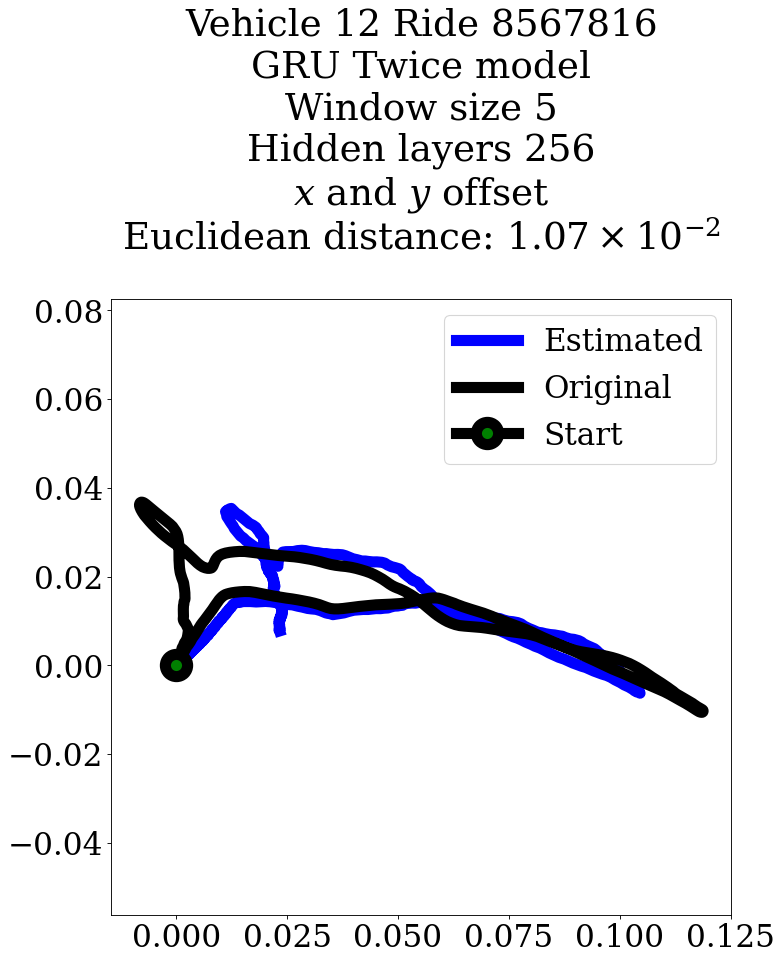 Vehicle 12 Ride 8567816
GRU Twice model
Window size 5
Hidden layers 256
x and y offset
Euclidean distance: 1.07 × 10⁻²
Estimated
Original
Start
0.08
0.06
0.04
0.02
0.00
−0.02
−0.04
0.000 0.025 0.050 0.075 0.100 0.125